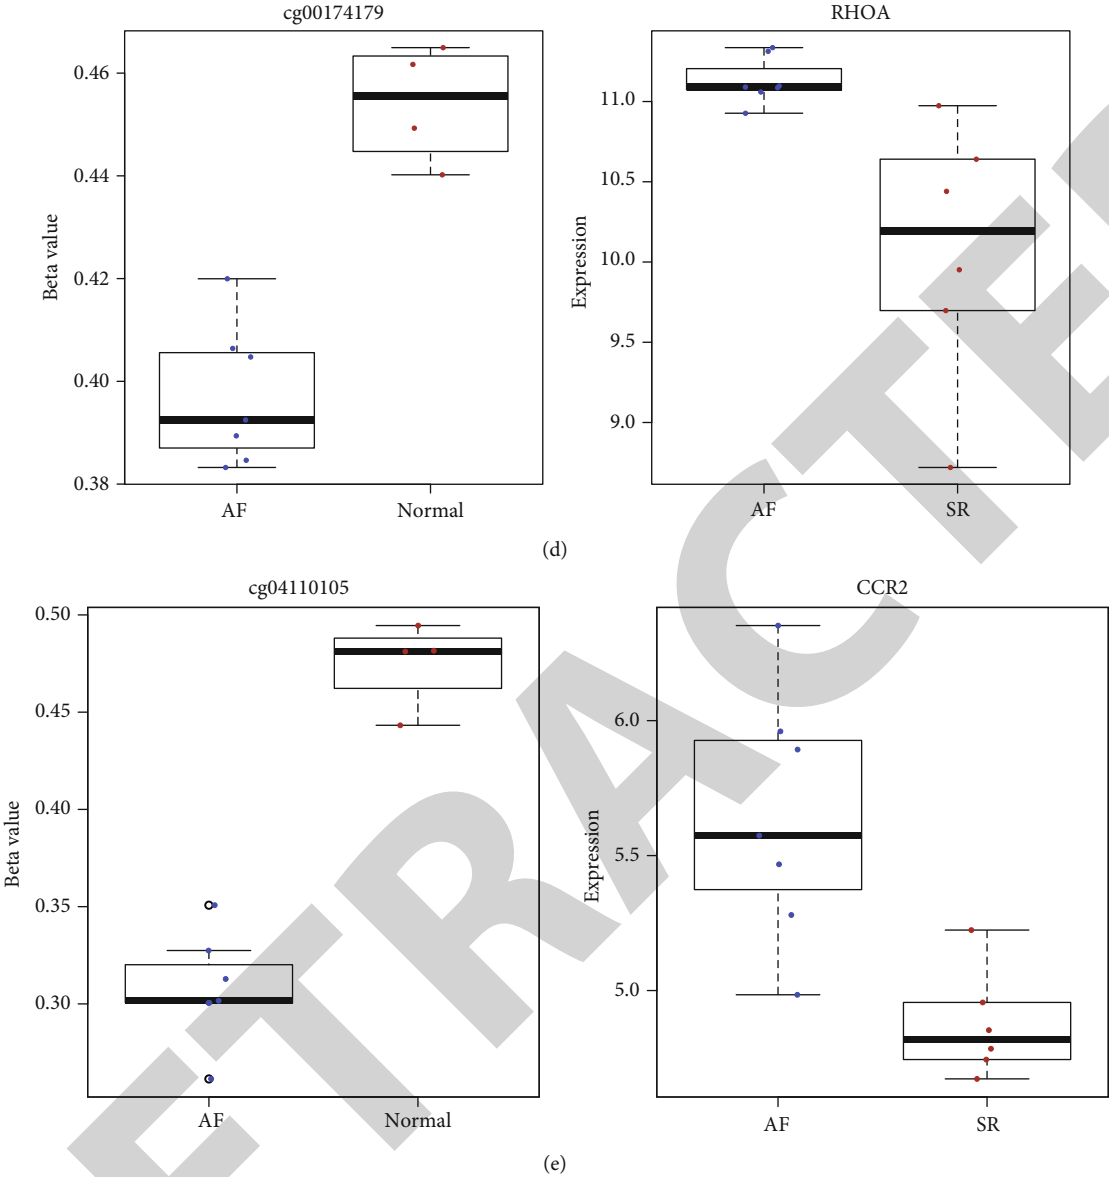 cg00174179
RHOA
Beta value
0.46
0.44
0.42
0.40
0.38
AF
Normal
Expression
11.0
10.5
10.0
9.5
9.0
AF
SR
(d)
cg04110105
CCR2
Beta value
0.50
0.45
0.40
0.35
0.30
AF
Normal
Expression
6.0
5.5
5.0
AF
SR
(e)
ETRACTE